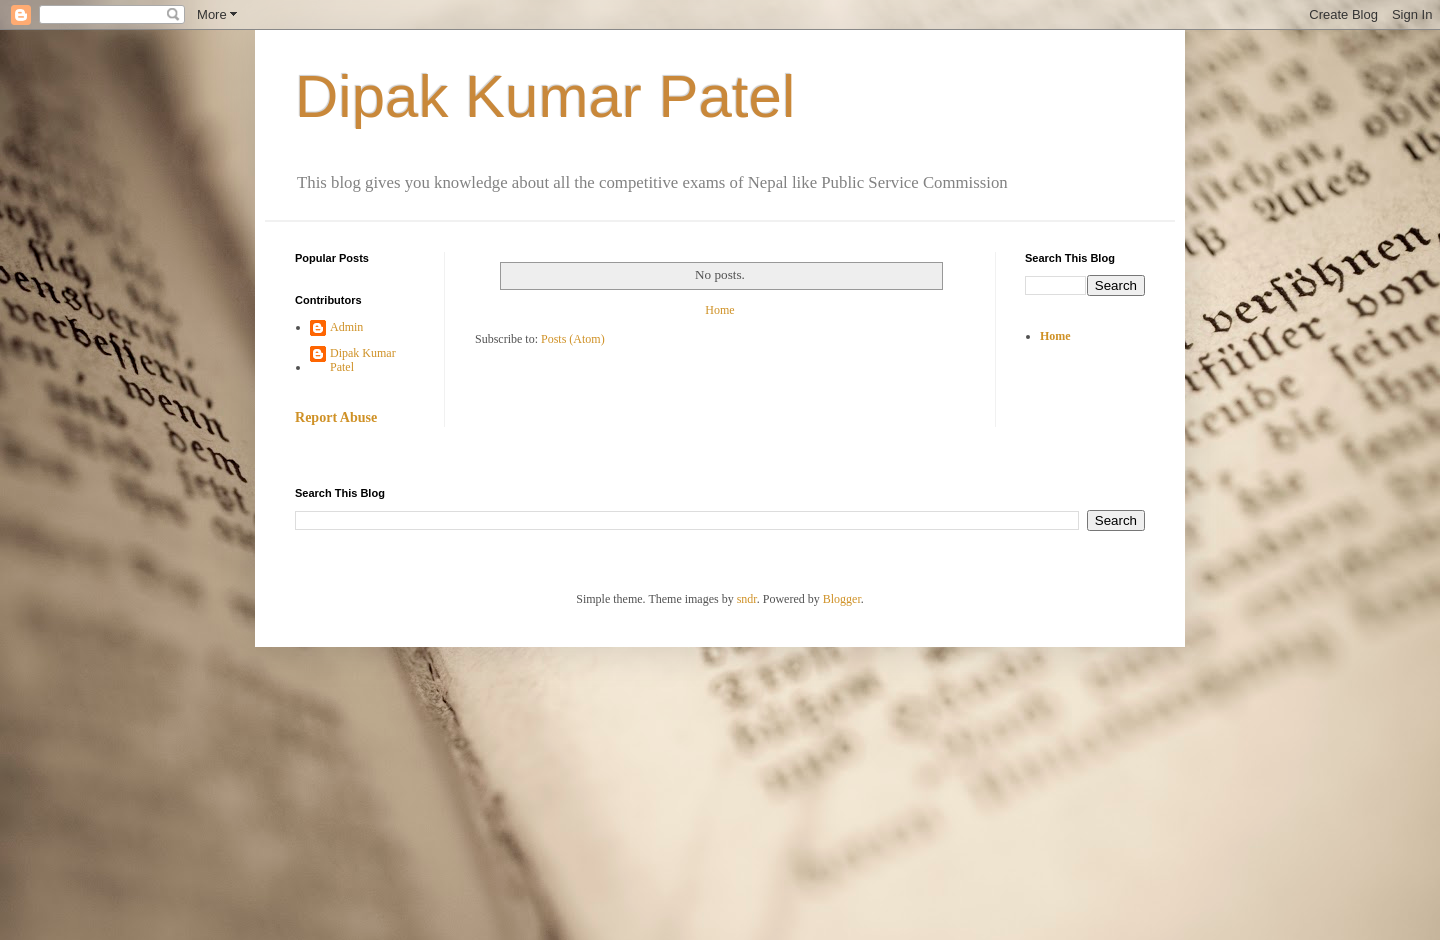 More
Create Blog
Sign In
Dipak Kumar Patel
This blog gives you knowledge about all the competitive exams of Nepal like Public Service Commission
Popular Posts
Contributors
Admin
Dipak Kumar
Patel
Report Abuse
No posts.
Home
Subscribe to: Posts (Atom)
Search This Blog
Search
Home
Search This Blog
Search
Simple theme. Theme images by sndr. Powered by Blogger.
verföhnen,
wenn
dem